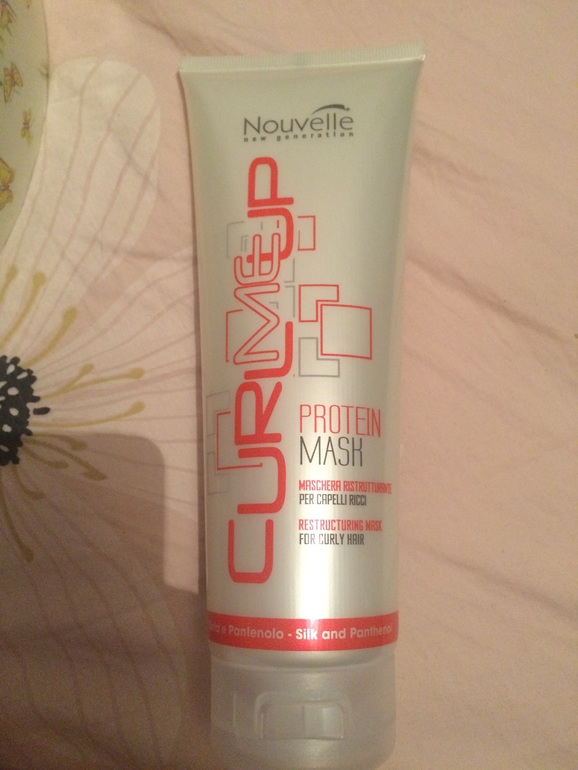 Nouvelle
new generation
CURL ME UP
PROTEIN
MASK
MASCHERA RISTRUTTURANTE
PER CAPELLI RICCI
RESTRUCTURING MASK
FOR CURLY HAIR
e Pantenolo - Silk and Panthenol